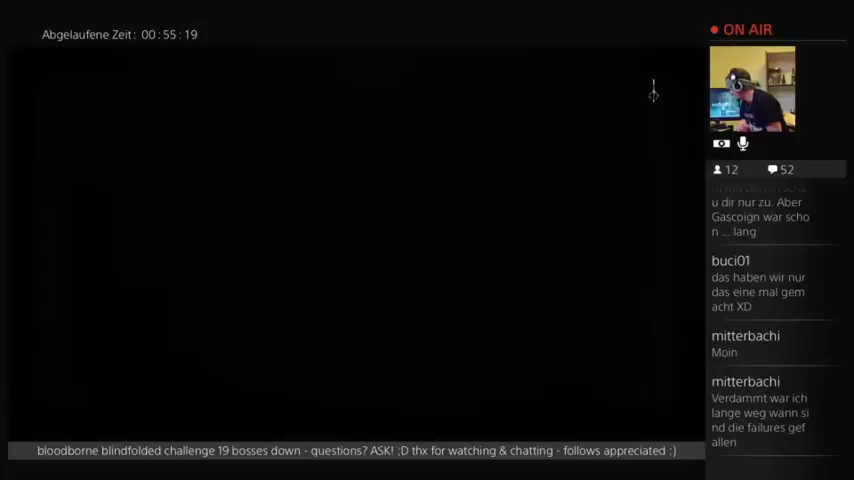 Abgelaufene Zeit: 00:55:19
ON AIR
12 52
u dir nur zu. Aber
Gascoign war scho
n ... lang
buci01
das haben wir nur
das eine mal gem
acht XD
mitterbachi
Moin
mitterbachi
Verdammt war ich
lange weg wann si
nd die failures gef
allen
bloodborne blindfolded challenge 19 bosses down - questions? ASK! ;D thx for watching & chatting - follows appreciated :)